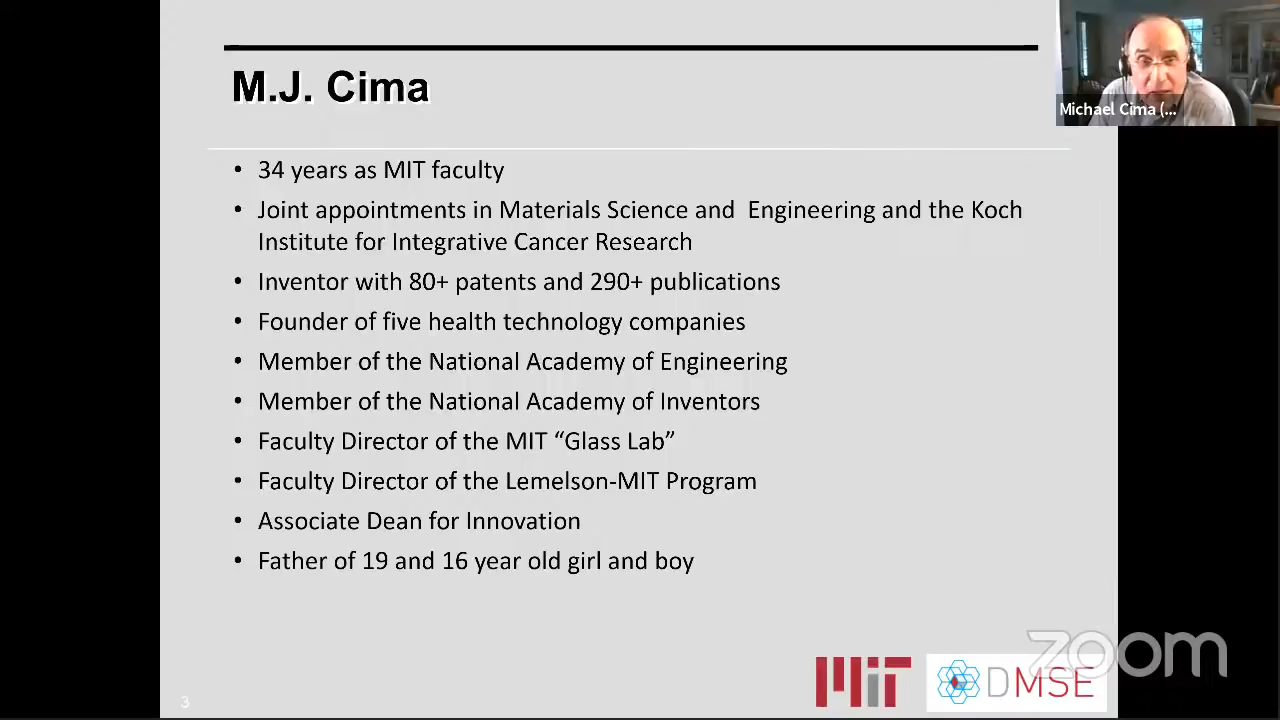 M.J. Cima
Michael Cima (...
• 34 years as MIT faculty
• Joint appointments in Materials Science and  Engineering and the Koch
Institute for Integrative Cancer Research
• Inventor with 80+ patents and 290+ publications
• Founder of five health technology companies
• Member of the National Academy of Engineering
• Member of the National Academy of Inventors
• Faculty Director of the MIT “Glass Lab”
• Faculty Director of the Lemelson-MIT Program
• Associate Dean for Innovation
• Father of 19 and 16 year old girl and boy
zoom
MIT
DMSE
3